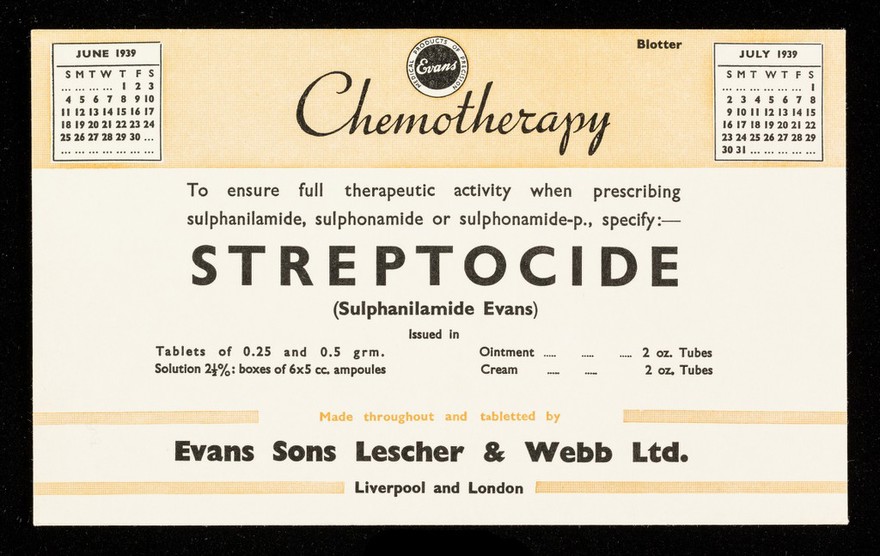 JUNE 1939
S M T W T F S
... ... ... ... 1 2 3
4 5 6 7 8 9 10
11 12 13 14 15 16 17
18 19 20 21 22 23 24
25 26 27 28 29 30 ...
... ... ... ... ... ... ...
MEDICAL PRODUCTS OF PRECISION
Evans
Chemotherapy
Blotter
JULY 1939
S M T W T F S
... ... ... ... ... ... 1
2 3 4 5 6 7 8
9 10 11 12 13 14 15
16 17 18 19 20 21 22
23 24 25 26 27 28 29
30 31 ... ... ... ... ...
To ensure full therapeutic activity when prescribing
sulphanilamide, sulphonamide or sulphonamide-p., specify:—
STREPTOCIDE
(Sulphanilamide Evans)
Issued in
Tablets of 0.25 and 0.5 grm.
Solution 2½%: boxes of 6x5 cc. ampoules
Ointment ..... ..... ..... 2 oz. Tubes
Cream ..... ..... 2 oz. Tubes
Made throughout and tabletted by
Evans Sons Lescher & Webb Ltd.
Liverpool and London